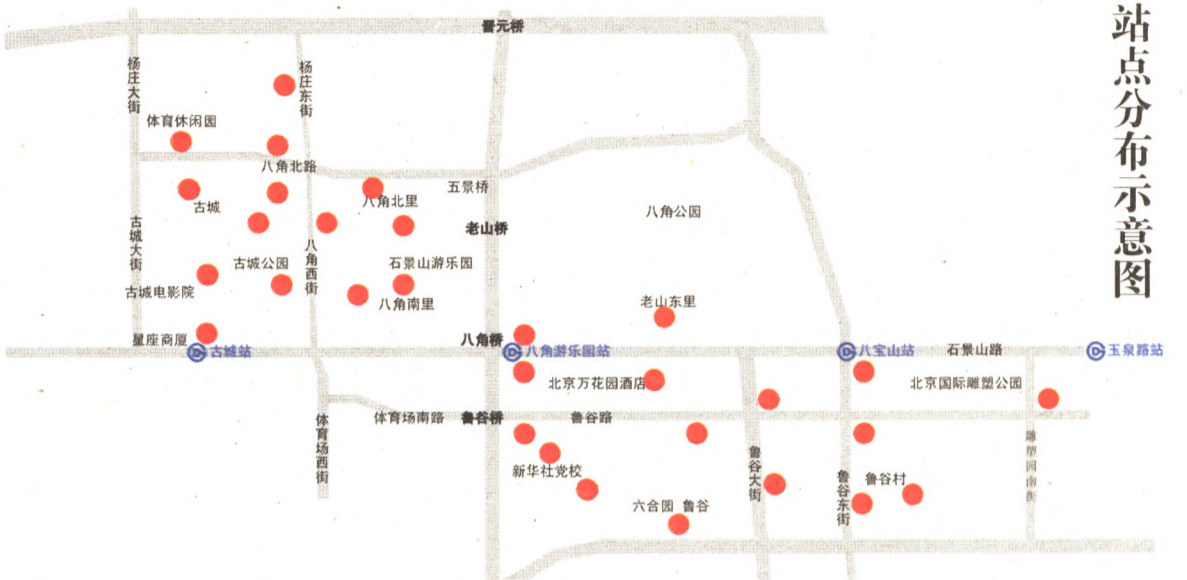 站点分布示意图
晋元桥
杨庄大街
杨庄东街
体育休闲园
八角北路
五景桥
八角北里
古城
八角公园
古城大街
老山桥
八角西街
古城公园
石景山游乐园
古城电影院
八角南里
老山东里
星座商厦
八角桥
古城站
八角游乐园站
八宝山站
石景山路
玉泉路站
北京万花园酒店
北京国际雕塑公园
体育场南路
鲁谷桥
鲁谷路
体育场西街
新华社党校
鲁谷大街
鲁谷东街
鲁谷村
雕塑园南街
六合园
鲁谷